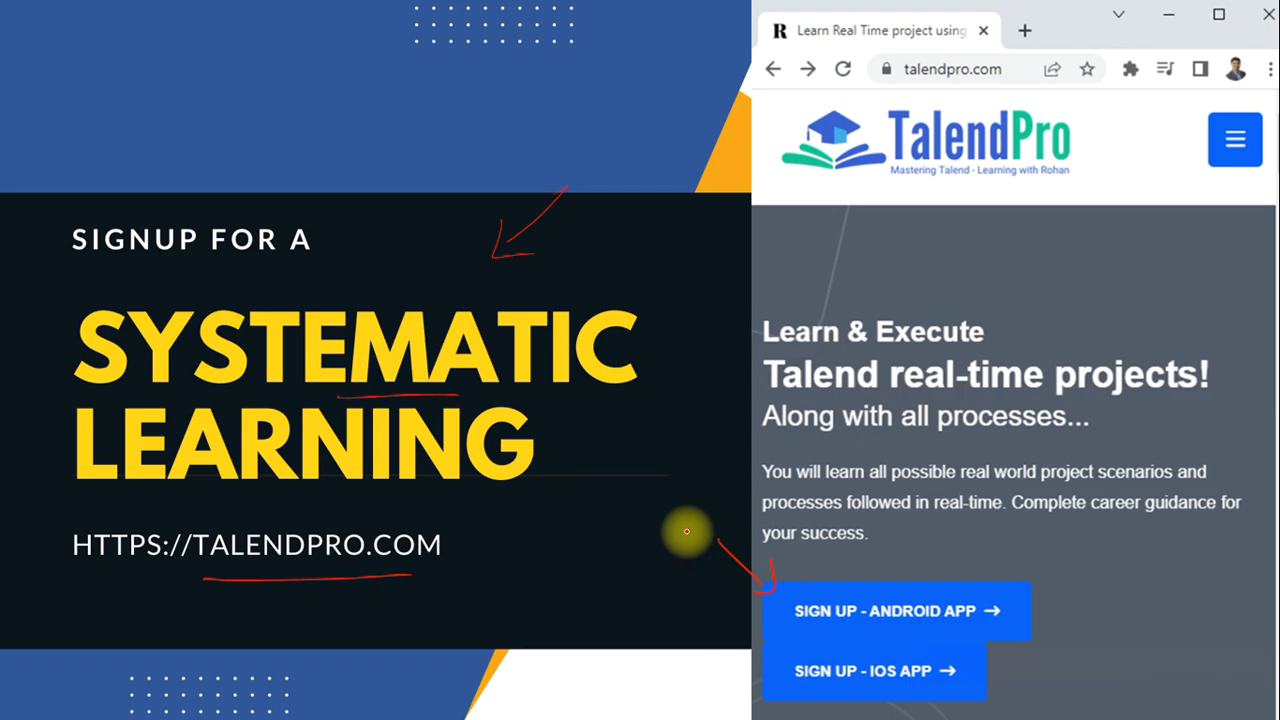 SIGNUP FOR A
SYSTEMATIC
LEARNING
HTTPS://TALENDPRO.COM
R Learn Real Time project using
talendpro.com
TalendPro
Mastering Talend - Learning with Rohan
Learn & Execute
Talend real-time projects!
Along with all processes...
You will learn all possible real world project scenarios and
processes followed in real-time. Complete career guidance for
your success.
SIGN UP - ANDROID APP →
SIGN UP - IOS APP →